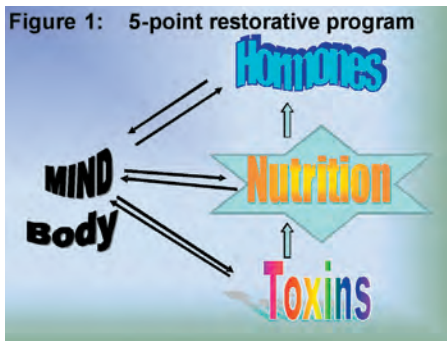 Figure 1: 5-point restorative program
Hormones
MIND
Nutrition
Body
Toxins